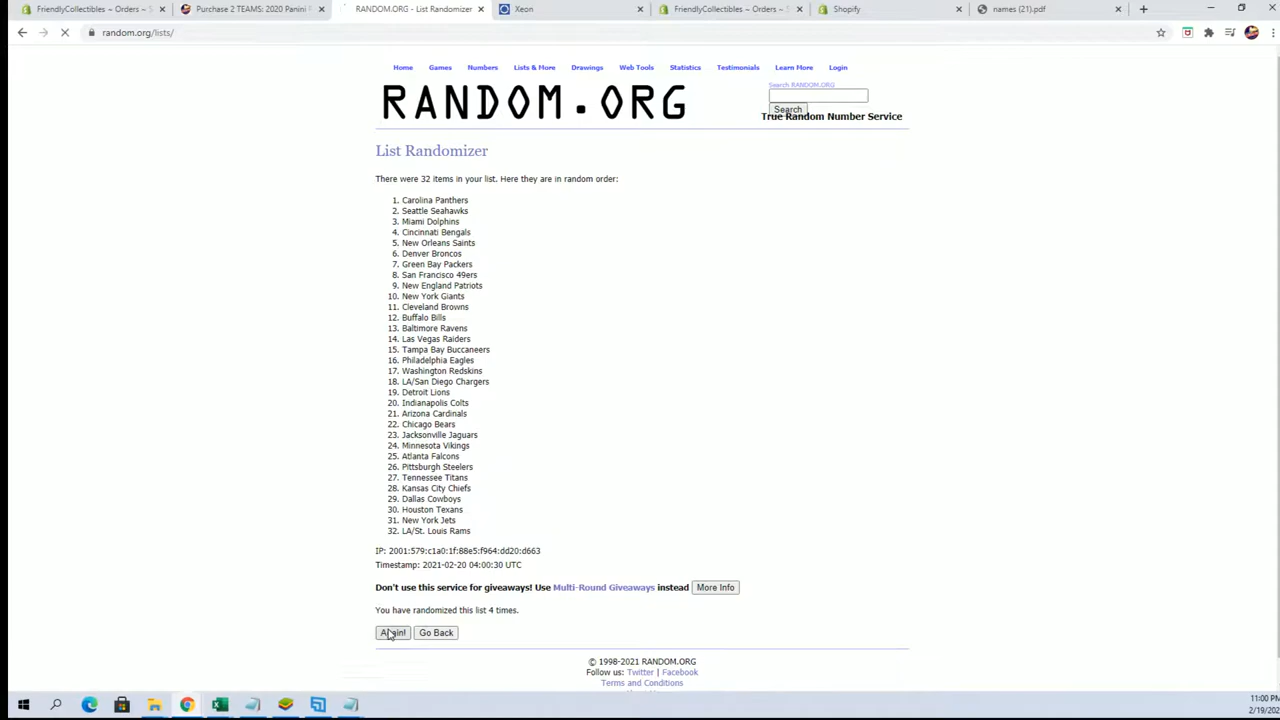 FriendlyCollectibles ~ Orders ~ S
Purchase 2 TEAMS: 2020 Panini F
RANDOM.ORG - List Randomizer
Xeon
FriendlyCollectibles ~ Orders ~ S
Shopify
names (21).pdf
random.org/lists/
Home Games Numbers Lists & More Drawings Web Tools Statistics Testimonials Learn More Login
Search RANDOM.ORG
RANDOM.ORG
Search
True Random Number Service
List Randomizer
There were 32 items in your list. Here they are in random order:
1. Carolina Panthers
2. Seattle Seahawks
3. Miami Dolphins
4. Cincinnati Bengals
5. New Orleans Saints
6. Denver Broncos
7. Green Bay Packers
8. San Francisco 49ers
9. New England Patriots
10. New York Giants
11. Cleveland Browns
12. Buffalo Bills
13. Baltimore Ravens
14. Las Vegas Raiders
15. Tampa Bay Buccaneers
16. Philadelphia Eagles
17. Washington Redskins
18. LA/San Diego Chargers
19. Detroit Lions
20. Indianapolis Colts
21. Arizona Cardinals
22. Chicago Bears
23. Jacksonville Jaguars
24. Minnesota Vikings
25. Atlanta Falcons
26. Pittsburgh Steelers
27. Tennessee Titans
28. Kansas City Chiefs
29. Dallas Cowboys
30. Houston Texans
31. New York Jets
32. LA/St. Louis Rams
IP: 2001:579:c1a0:1f:88e5:f964:dd20:d663
Timestamp: 2021-02-20 04:00:30 UTC
Don't use this service for giveaways! Use Multi-Round Giveaways instead More Info
You have randomized this list 4 times.
Again! Go Back
© 1998-2021 RANDOM.ORG
Follow us: Twitter | Facebook
Terms and Conditions
11:00 PM
2/19/202